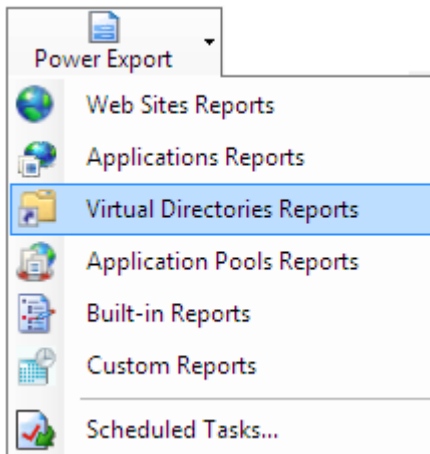 Power Export
Web Sites Reports
Applications Reports
Virtual Directories Reports
Application Pools Reports
Built-in Reports
Custom Reports
Scheduled Tasks...